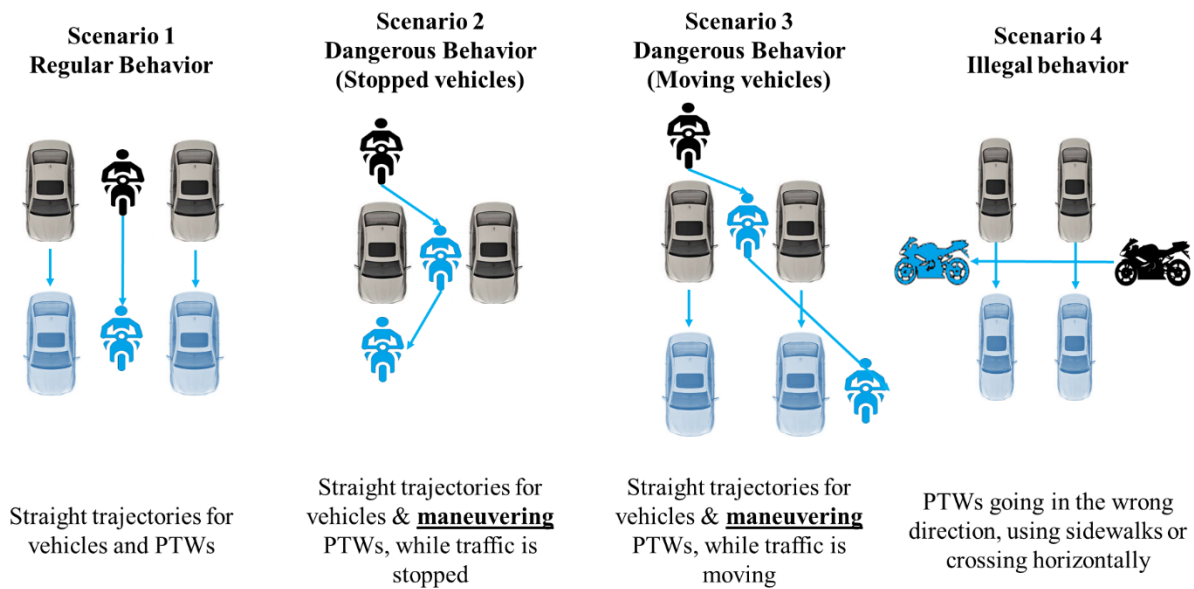 Scenario 1
Regular Behavior
Scenario 2
Dangerous Behavior
(Stopped vehicles)
Scenario 3
Dangerous Behavior
(Moving vehicles)
Scenario 4
Illegal behavior
Straight trajectories for
vehicles and PTWs
Straight trajectories for
vehicles & maneuvering
PTWs, while traffic is
stopped
Straight trajectories for
vehicles & maneuvering
PTWs, while traffic is
moving
PTWs going in the wrong
direction, using sidewalks or
crossing horizontally